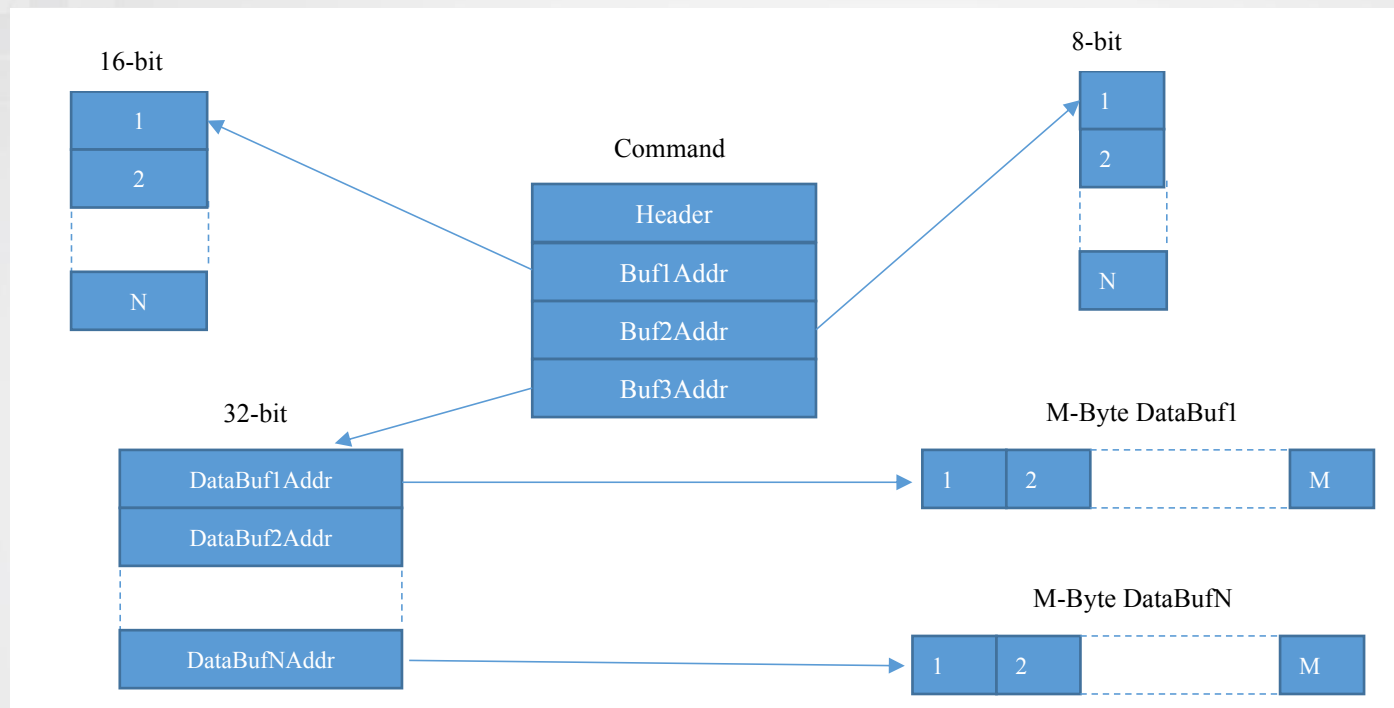 16-bit
1
2
N
Command
Header
Buf1Addr
Buf2Addr
Buf3Addr
8-bit
1
2
N
32-bit
DataBuf1Addr
DataBuf2Addr
DataBufNAddr
M-Byte DataBuf1
1 2 M
M-Byte DataBufN
1 2 M